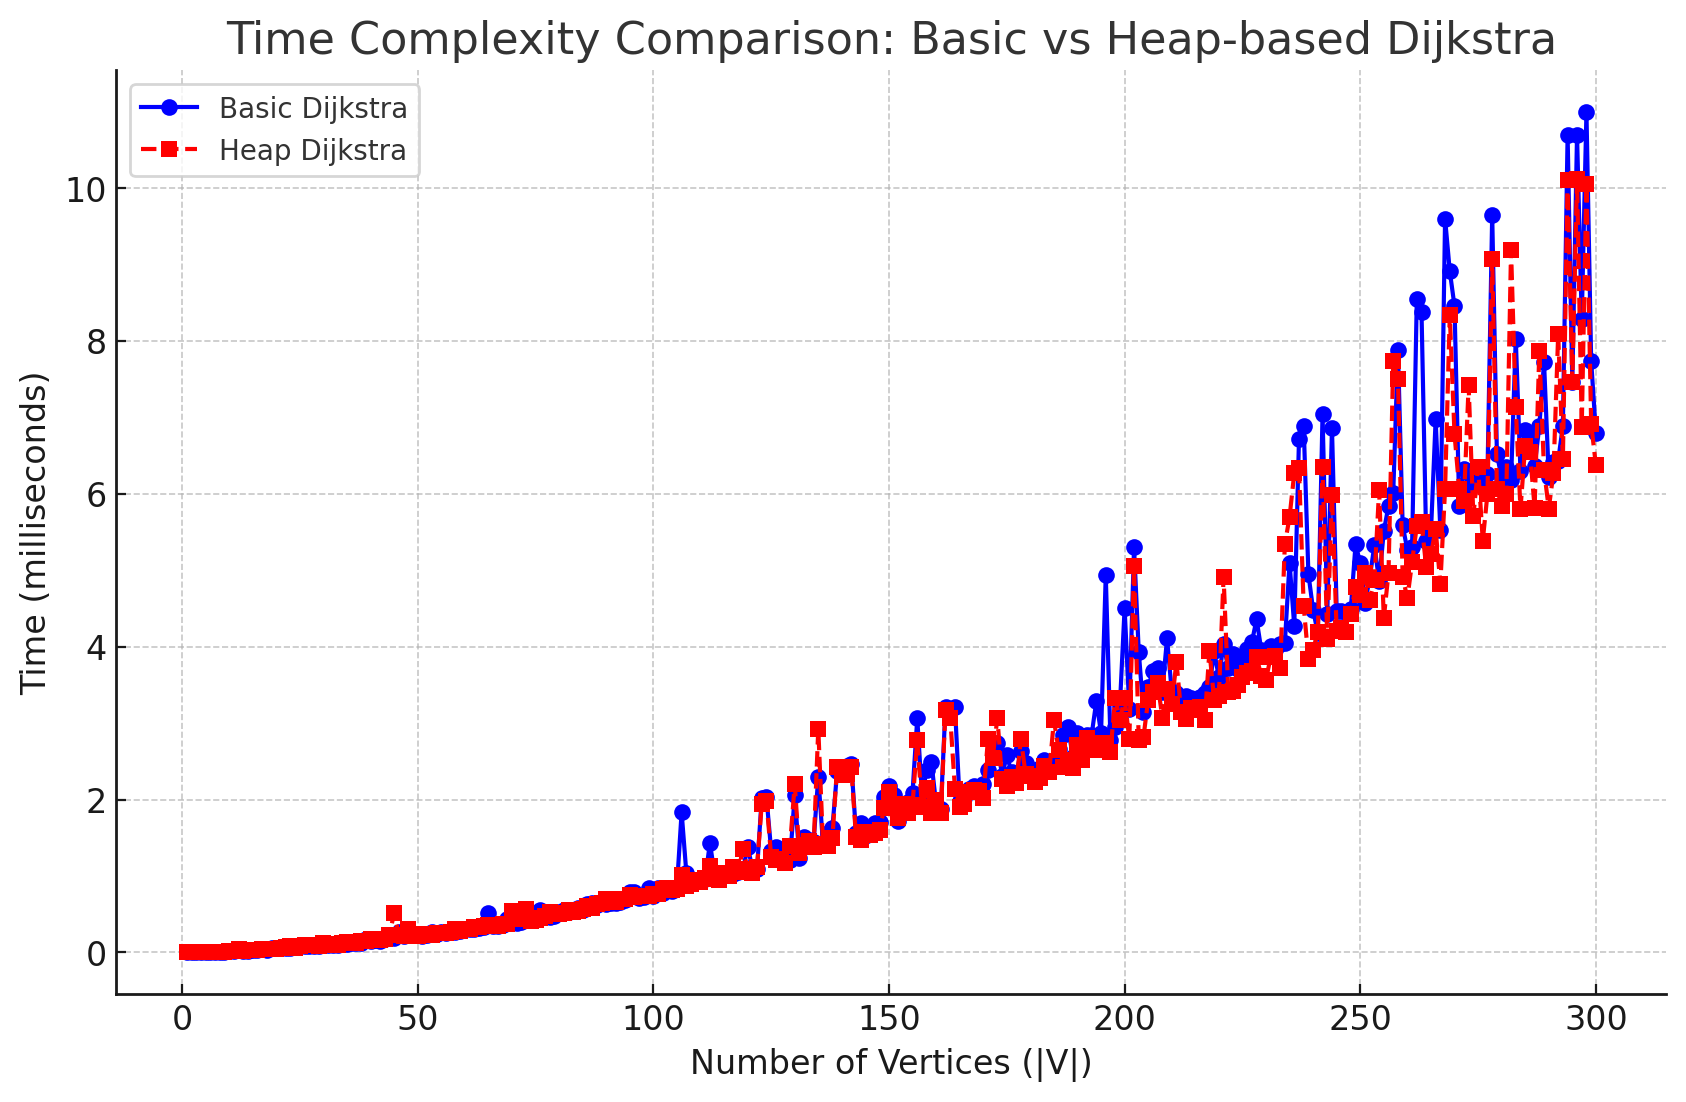 Time Complexity Comparison: Basic vs Heap-based Dijkstra
Basic Dijkstra
Heap Dijkstra
10
8
6
4
2
0
Time (milliseconds)
0 50 100 150 200 250 300
Number of Vertices (|V|)